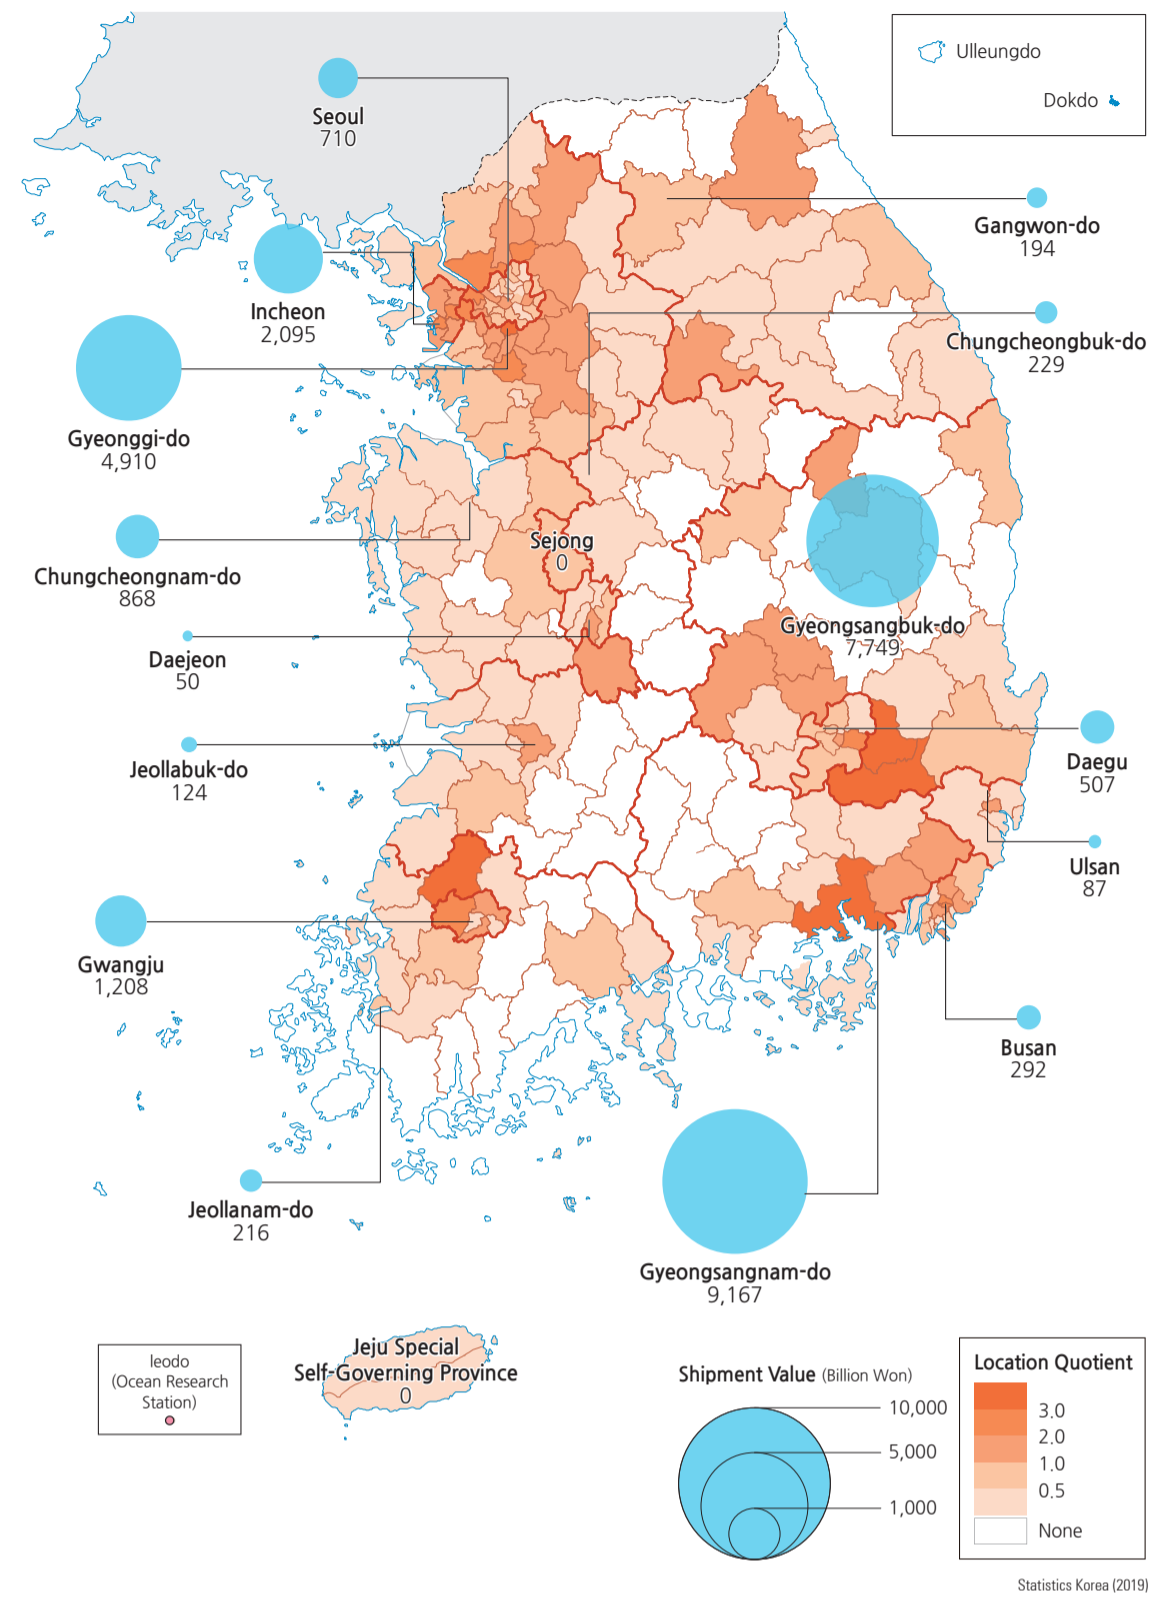 Ulleungdo
Dokdo
Seoul
710
Gangwon-do
194
Incheon
2,095
Chungcheongbuk-do
229
Gyeonggi-do
4,910
Sejong
0
Chungcheongnam-do
868
Gyeongsangbuk-do
7,749
Daejeon
50
Daegu
507
Jeollabuk-do
124
Ulsan
87
Gwangju
1,208
Busan
292
Jeollanam-do
216
Gyeongsangnam-do
9,167
Ieodo
(Ocean Research
Station)
Jeju Special
Self-Governing Province
0
Shipment Value (Billion Won)
10,000
5,000
1,000
Location Quotient
3.0
2.0
1.0
0.5
None
Statistics Korea (2019)